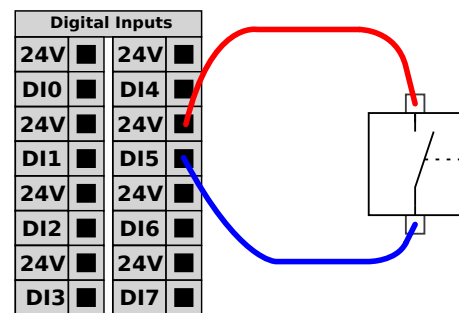 Digital Inputs
24V 24V
DI0 DI4
24V 24V
DI1 DI5
24V 24V
DI2 DI6
24V 24V
DI3 DI7